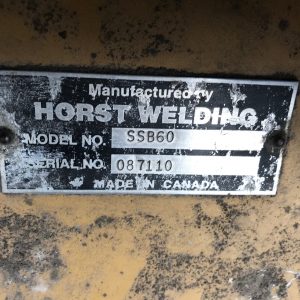 Manufactured by
HORST WELDING
MODEL NO. SSB60
SERIAL NO. 087110
MADE IN CANADA